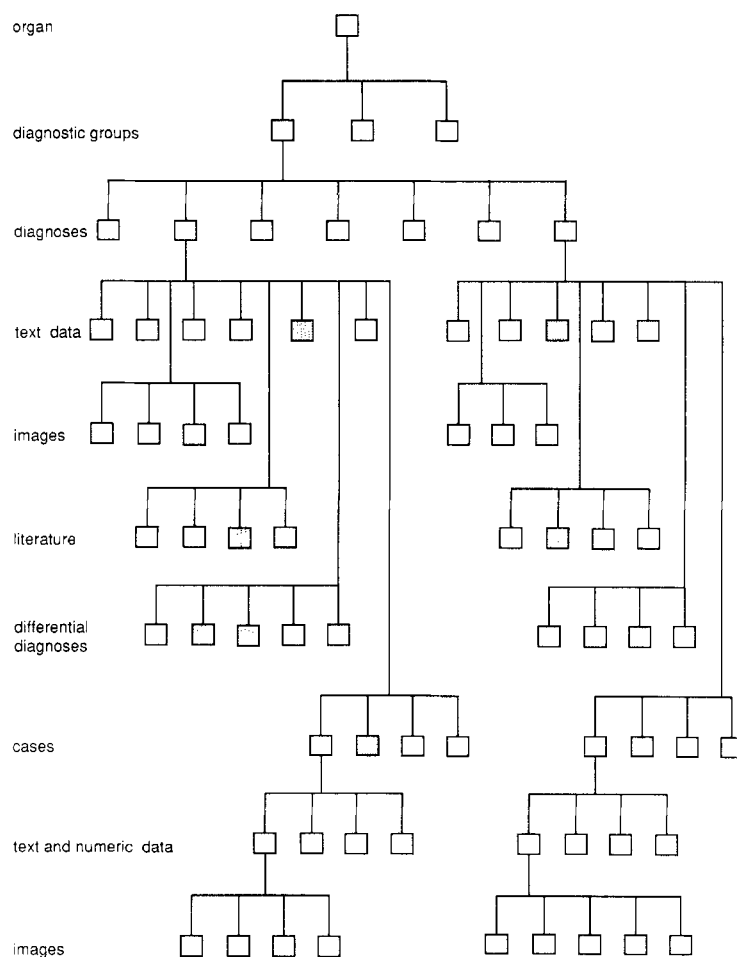 organ
diagnostic groups
diagnoses
text data
images
literature
differential
diagnoses
cases
text and numeric data
images